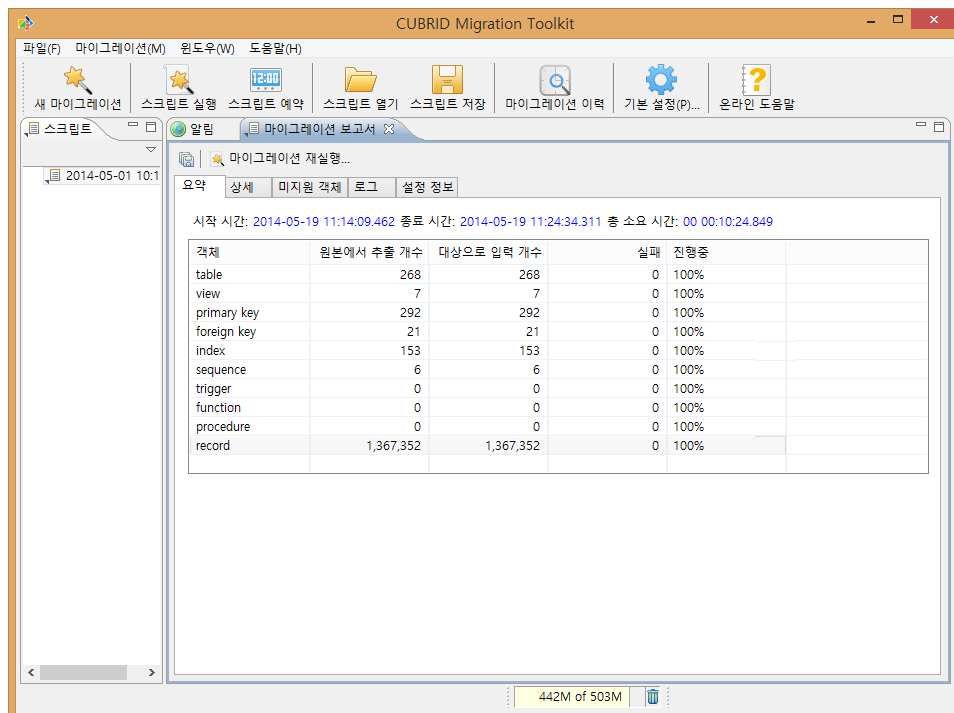 CUBRID Migration Toolkit
파일(F) 마이그레이션(M) 윈도우(W) 도움말(H)
새 마이그레이션 스크립트 실행 스크립트 예약 스크립트 열기 스크립트 저장 마이그레이션 이력 기본 설정(P)... 온라인 도움말
스크립트 알림 마이그레이션 보고서
마이그레이션 재실행...
2014-05-01 10:1
요약 상세 미지원 객체 로그 설정 정보
시작 시간: 2014-05-19 11:14:09.462 종료 시간: 2014-05-19 11:24:34.311 총 소요 시간: 00 00:10:24.849
객체 원본에서 추출 개수 대상으로 입력 개수 실패 진행중
table 268 268 0 100%
view 7 7 0 100%
primary key 292 292 0 100%
foreign key 21 21 0 100%
index 153 153 0 100%
sequence 6 6 0 100%
trigger 0 0 0 100%
function 0 0 0 100%
procedure 0 0 0 100%
record 1,367,352 1,367,352 0 100%
442M of 503M